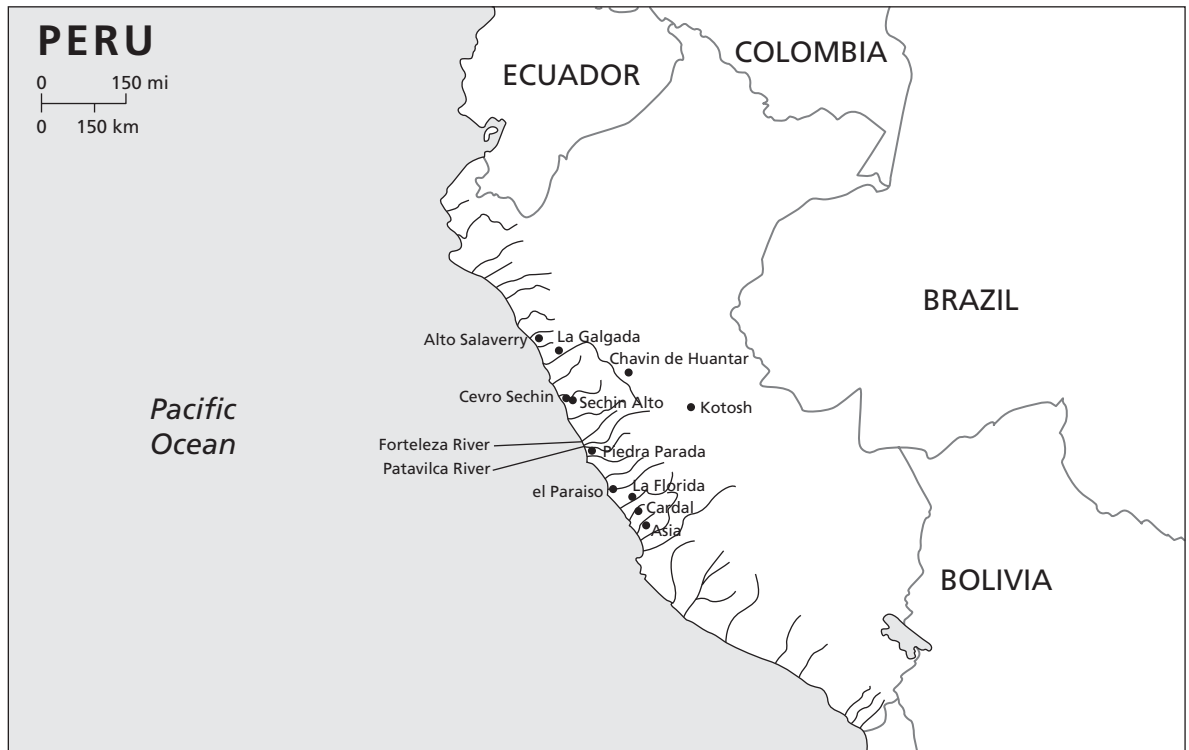 PERU
0 150 mi
0 150 km
ECUADOR
COLOMBIA
BRAZIL
BOLIVIA
Pacific
Ocean
Alto Salaverry
La Galgada
Chavin de Huantar
Cevro Sechin
Sechin Alto
Kotosh
Forteleza River
Patavilca River
Piedra Parada
el Paraiso
La Florida
Cardal
Asia